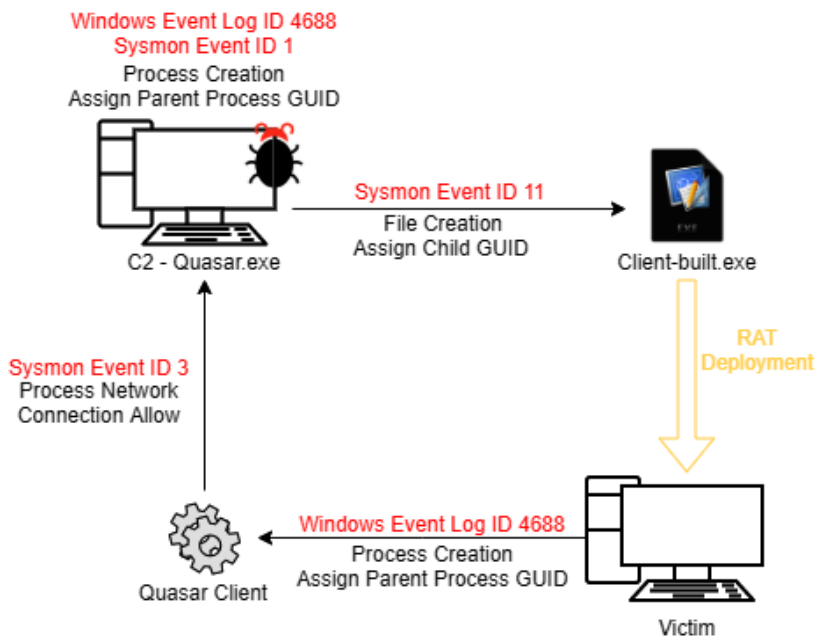 Windows Event Log ID 4688
Sysmon Event ID 1
Process Creation
Assign Parent Process GUID
C2 - Quasar.exe
Sysmon Event ID 11
File Creation
Assign Child GUID
EXE
Client-built.exe
RAT
Deployment
Sysmon Event ID 3
Process Network
Connection Allow
Windows Event Log ID 4688
Process Creation
Assign Parent Process GUID
Quasar Client
Victim